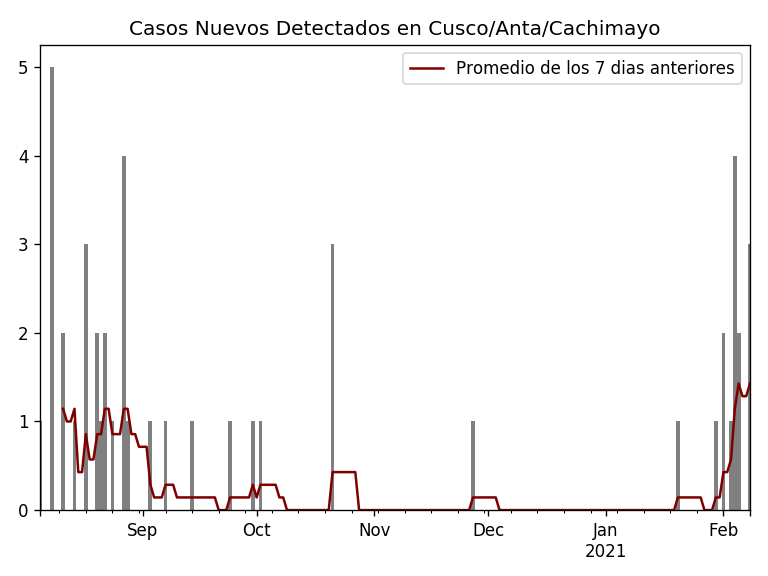 Casos Nuevos Detectados en Cusco/Anta/Cachimayo
Promedio de los 7 dias anteriores
5
4
3
2
1
0
Sep Oct Nov Dec Jan Feb
2021